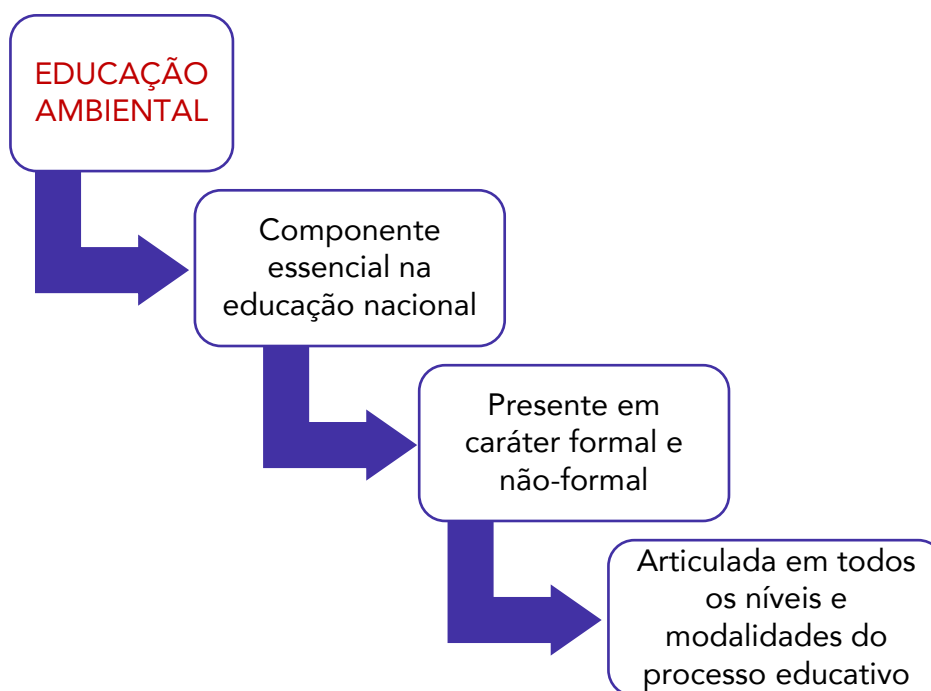 EDUCAÇÃO
AMBIENTAL
Componente
essencial na
educação nacional
Presente em
caráter formal e
não-formal
Articulada em todos
os níveis e
modalidades do
processo educativo